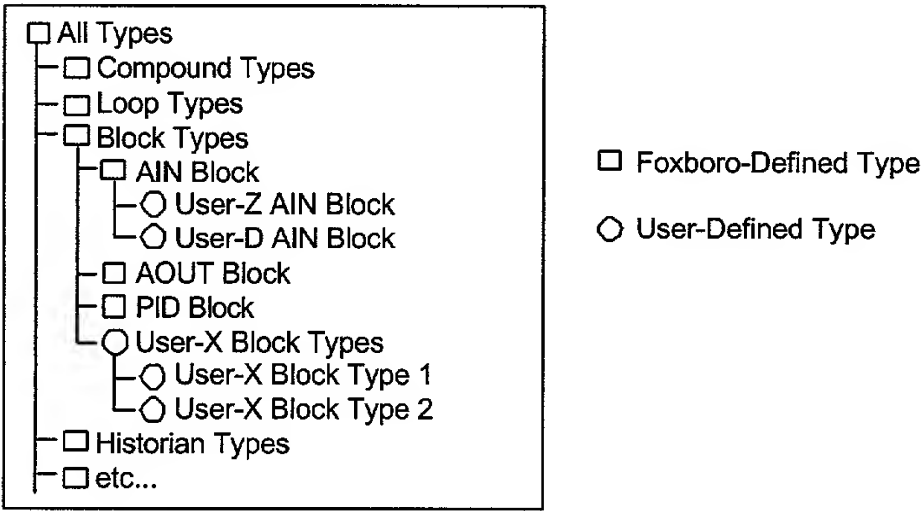 All Types
Compound Types
Loop Types
Block Types
AIN Block
User-Z AIN Block
User-D AIN Block
AOUT Block
PID Block
User-X Block Types
User-X Block Type 1
User-X Block Type 2
Historian Types
etc...
Foxboro-Defined Type
User-Defined Type